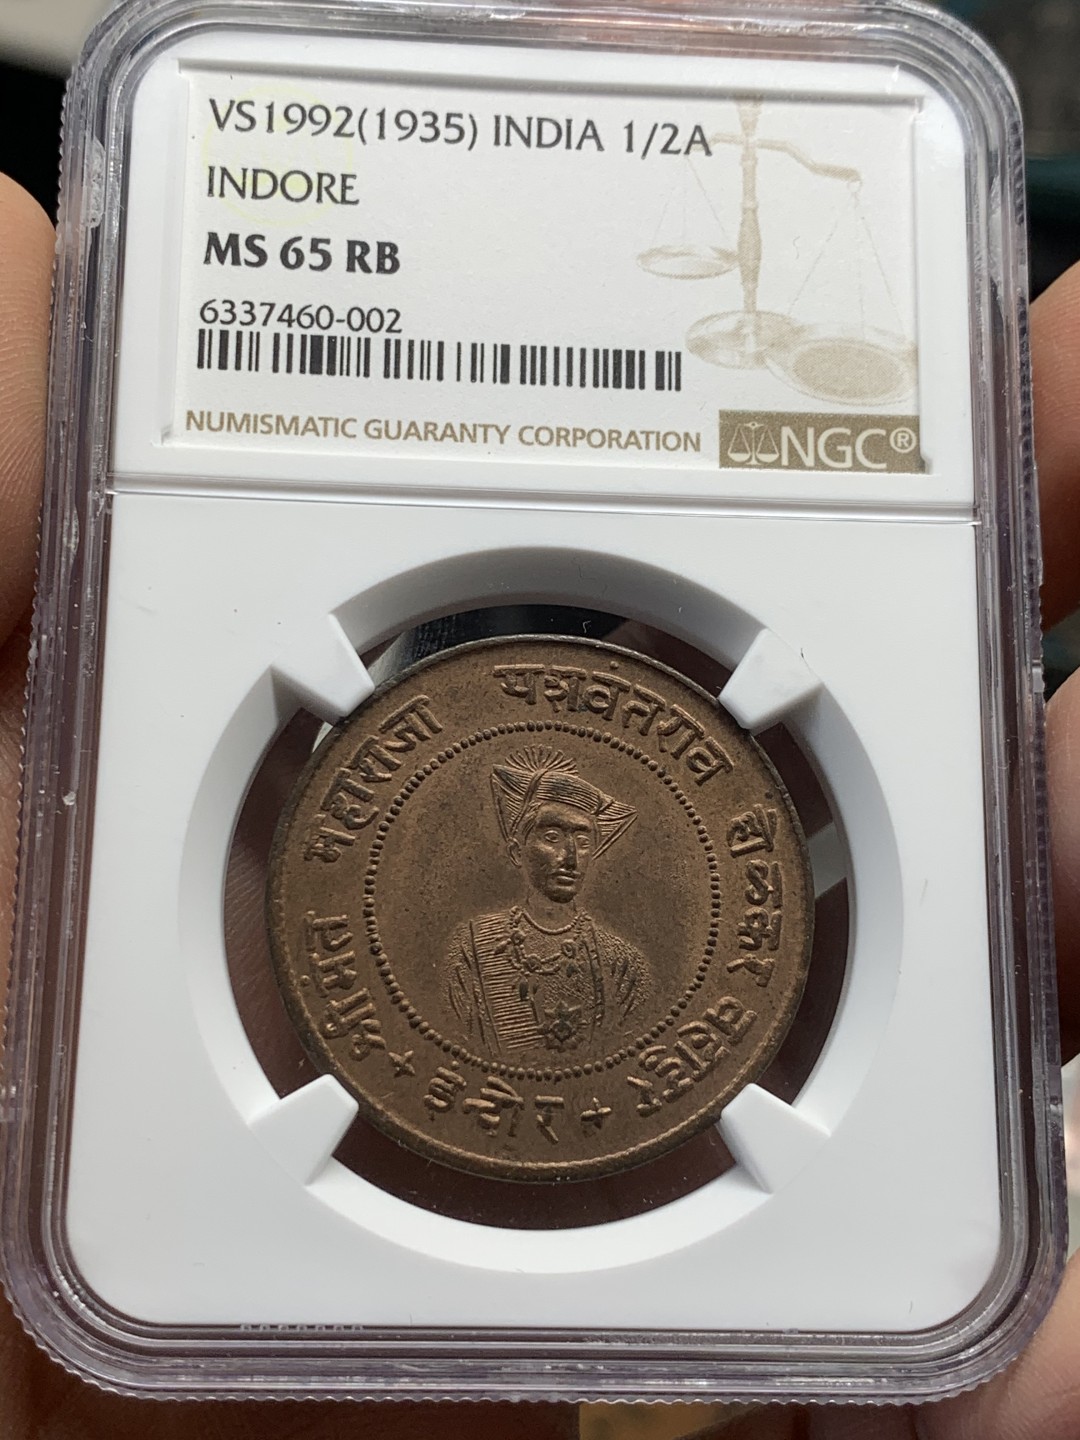 VS1992(1935) INDIA 1/2A
INDORE
MS 65 RB
6337460-002
NUMISMATIC GUARANTY CORPORATION
NGC®
श्रीमंत महाराजा यशवंतराव होळकर बहादूर
+ इन्दौर +